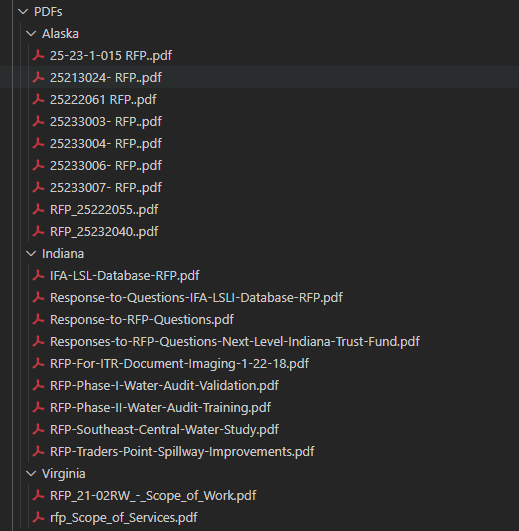 PDFs
Alaska
25-23-1-015 RFP..pdf
25213024- RFP..pdf
25222061 RFP..pdf
25233003- RFP..pdf
25233004- RFP..pdf
25233006- RFP..pdf
25233007- RFP..pdf
RFP_25222055..pdf
RFP_25232040..pdf
Indiana
IFA-LSL-Database-RFP.pdf
Response-to-Questions-IFA-LSLI-Database-RFP.pdf
Response-to-RFP-Questions.pdf
Responses-to-RFP-Questions-Next-Level-Indiana-Trust-Fund.pdf
RFP-For-ITR-Document-Imaging-1-22-18.pdf
RFP-Phase-I-Water-Audit-Validation.pdf
RFP-Phase-II-Water-Audit-Training.pdf
RFP-Southeast-Central-Water-Study.pdf
RFP-Traders-Point-Spillway-Improvements.pdf
Virginia
RFP_21-02RW_-_Scope_of_Work.pdf
rfp_Scope_of_Services.pdf